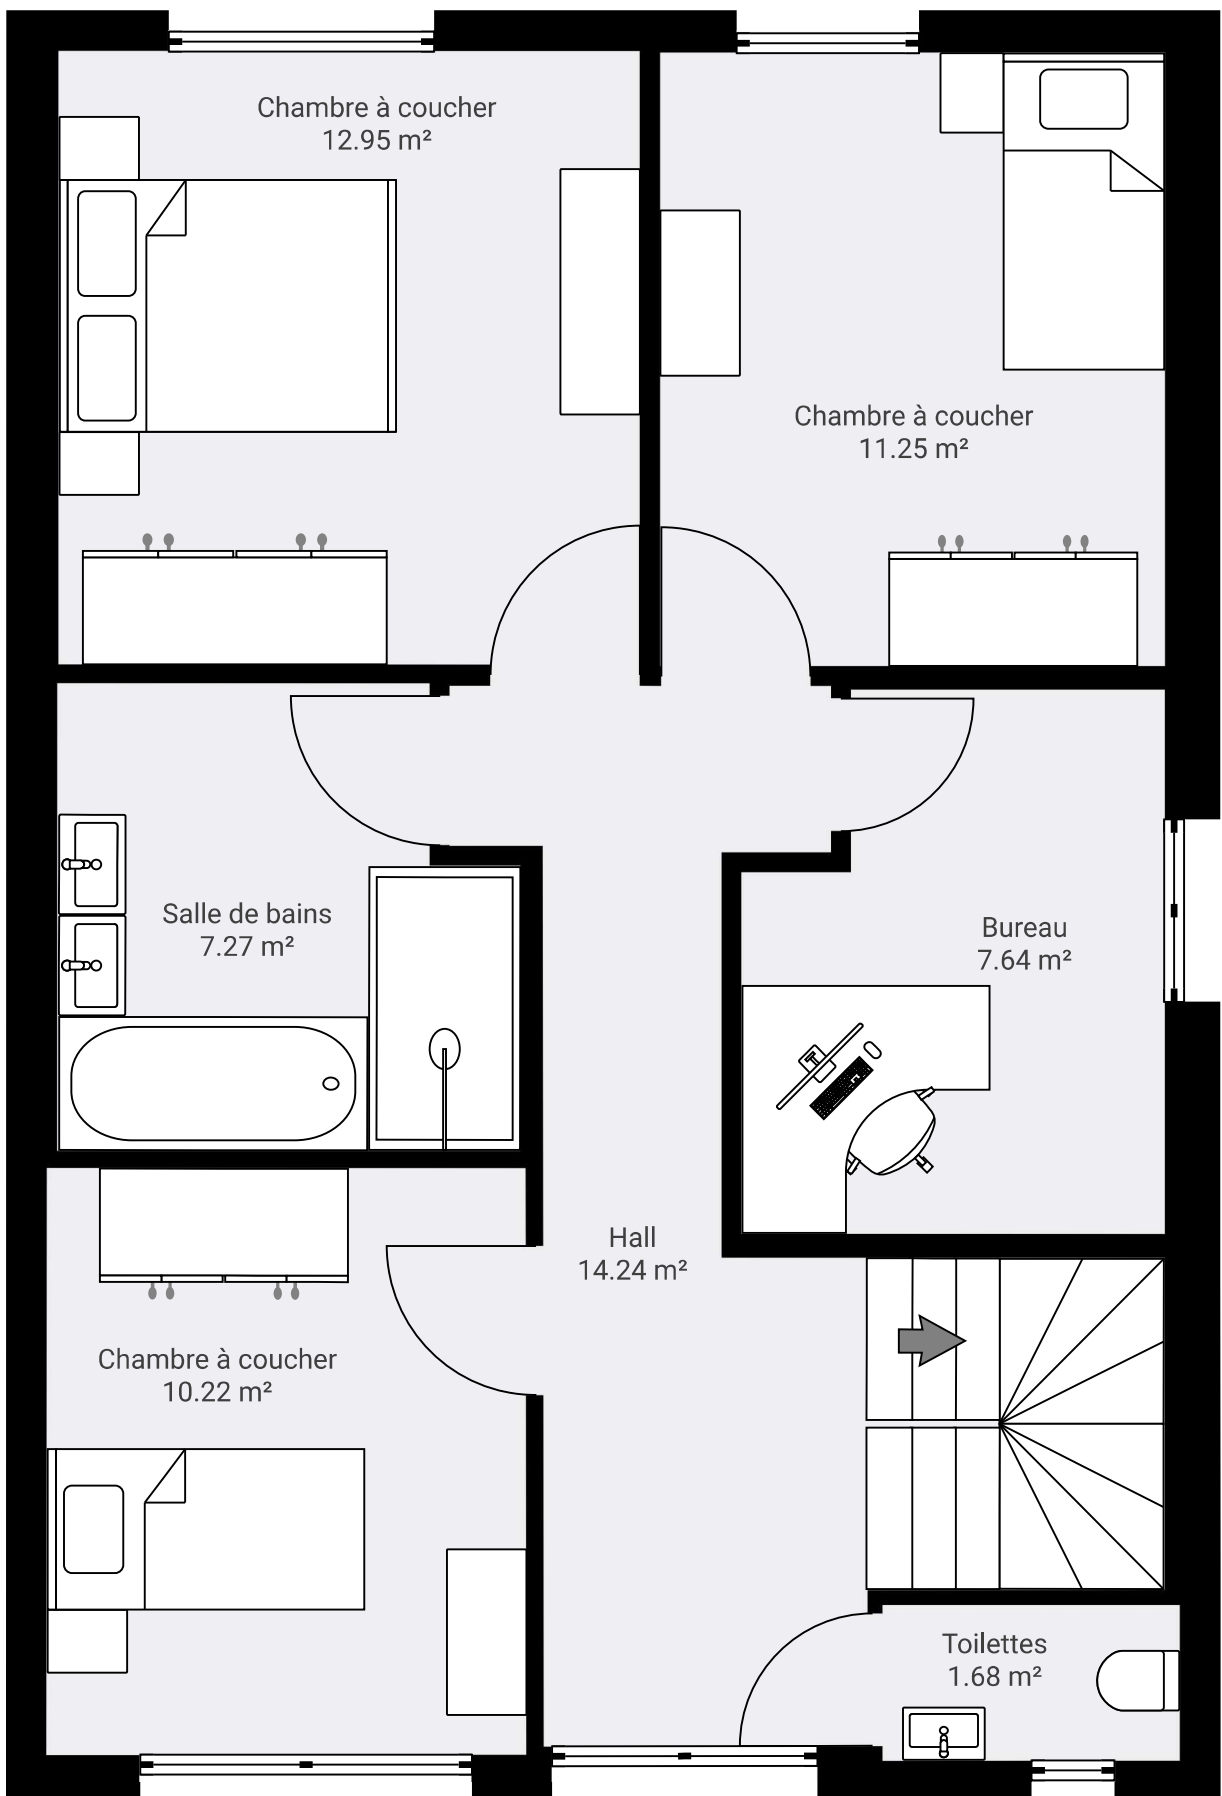 Chambre à coucher
12.95 m²
Chambre à coucher
11.25 m²
Salle de bains
7.27 m²
Bureau
7.64 m²
Hall
14.24 m²
Chambre à coucher
10.22 m²
Toilettes
1.68 m²